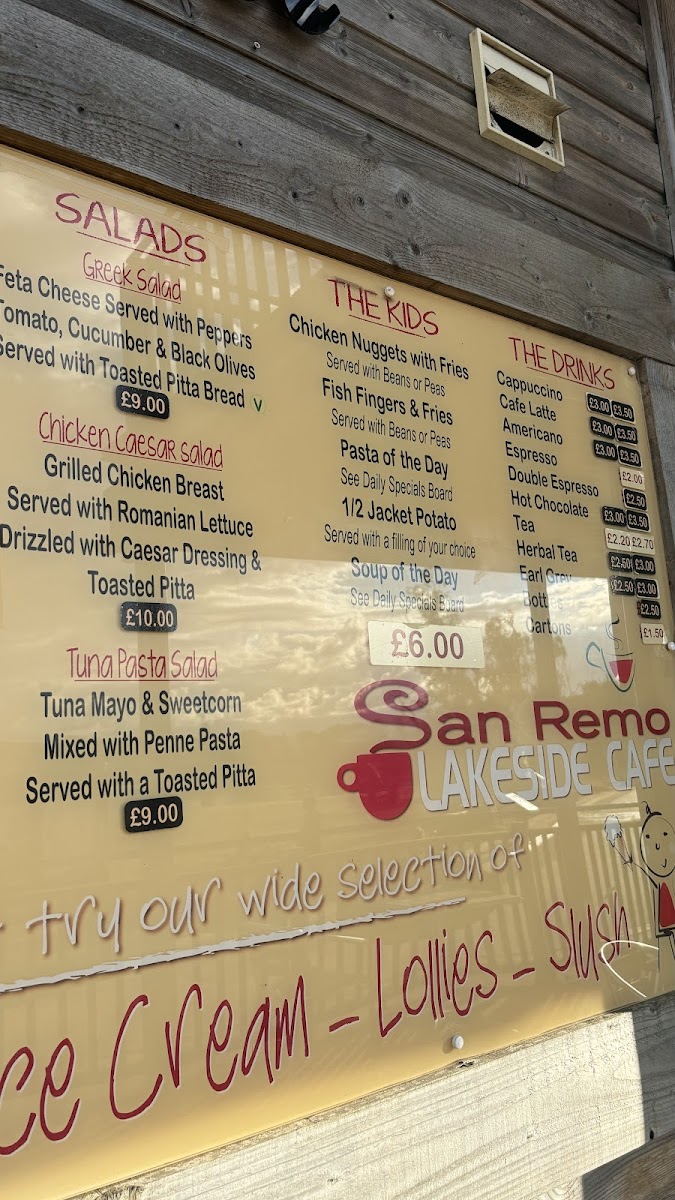 SALADS
Greek Salad
Feta Cheese Served with Peppers
Tomato, Cucumber & Black Olives
Served with Toasted Pitta Bread V
£9.00
Chicken Caesar Salad
Grilled Chicken Breast
Served with Romanian Lettuce
Drizzled with Caesar Dressing &
Toasted Pitta
£10.00
Tuna Pasta Salad
Tuna Mayo & Sweetcorn
Mixed with Penne Pasta
Served with a Toasted Pitta
£9.00
THE KIDS
Chicken Nuggets with Fries
Served with Beans or Peas
Fish Fingers & Fries
Served with Beans or Peas
Pasta of the Day
See Daily Specials Board
1/2 Jacket Potato
Served with a filling of your choice
Soup of the Day
See Daily Specials Board
£6.00
THE DRINKS
Cappuccino £3.00 £3.50
Cafe Latte £3.00 £3.50
Americano £3.00 £3.50
Espresso £2.00
Double Espresso £2.50
Hot Chocolate £3.00 £3.50
Tea £2.20 £2.70
Herbal Tea £2.50 £3.00
Earl Grey £2.50 £3.00
£2.50
Cartons £1.50
San Remo
LAKESIDE CAFE
try our wide selection of
Ice Cream - Lollies - Slush